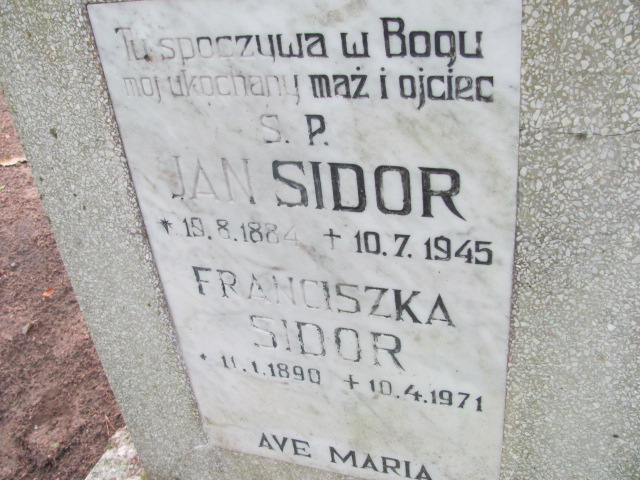 Tu spoczywa w Bogu
moj ukochany mąż i ojciec
S. P.
JAN SIDOR
* 19.8.1884 + 10.7.1945
FRANCISZKA
SIDOR
* 11.1.1890 + 10.4.1971
AVE MARIA